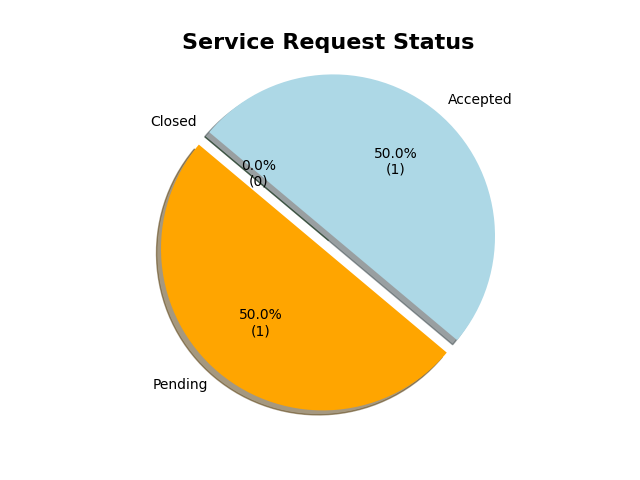 Service Request Status
Accepted
Closed
50.0%
(1)
0.0%
(0)
50.0%
(1)
Pending